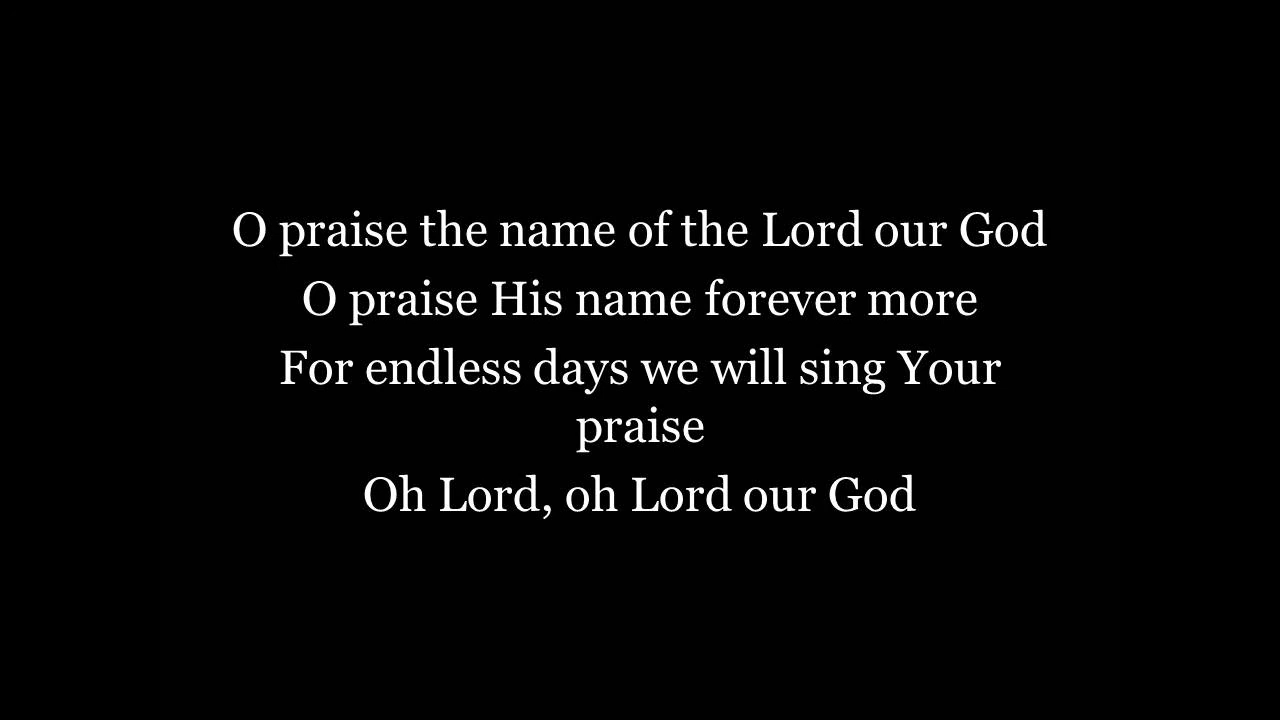 O praise the name of the Lord our God
O praise His name forever more
For endless days we will sing Your
praise
Oh Lord, oh Lord our God